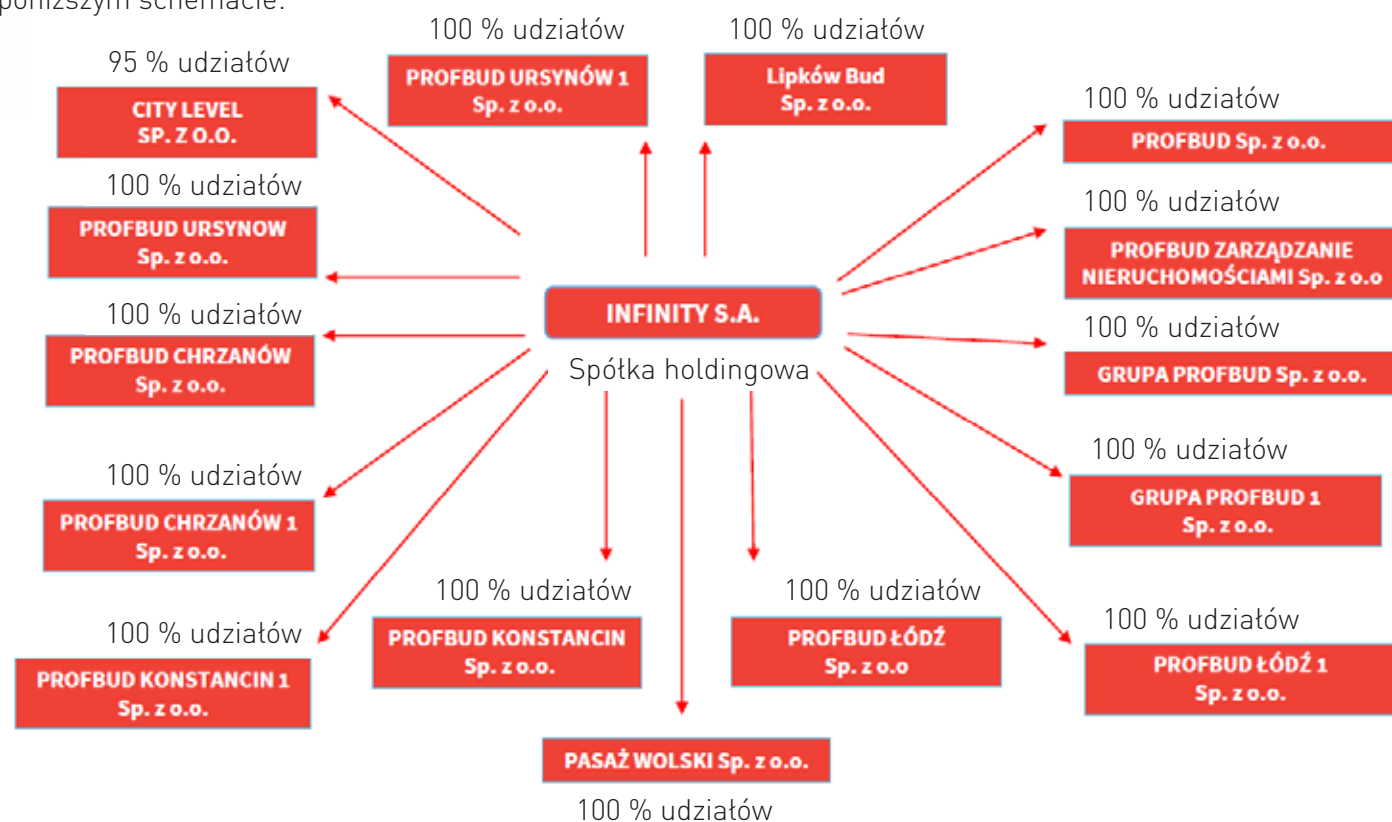 poniższym schemacie:
100 % udziałów
PROFBUD URSYNÓW 1
Sp. z o.o.
100 % udziałów
Lipków Bud
Sp. z o.o.
95 % udziałów
CITY LEVEL
SP. Z O.O.
100 % udziałów
PROFBUD Sp. z o.o.
100 % udziałów
PROFBUD URSYNOW
Sp. z o.o.
100 % udziałów
PROFBUD ZARZĄDZANIE
NIERUCHOMOŚCIAMI Sp. z o.o
INFINITY S.A.
Spółka holdingowa
100 % udziałów
PROFBUD CHRZANÓW
Sp. z o.o.
100 % udziałów
GRUPA PROFBUD Sp. z o.o.
100 % udziałów
PROFBUD CHRZANÓW 1
Sp. z o.o.
100 % udziałów
GRUPA PROFBUD 1
Sp. z o.o.
100 % udziałów
PROFBUD KONSTANCIN 1
Sp. z o.o.
100 % udziałów
PROFBUD KONSTANCIN
Sp. z o.o.
100 % udziałów
PROFBUD ŁÓDŹ
Sp. z o.o
100 % udziałów
PROFBUD ŁÓDŹ 1
Sp. z o.o.
PASAŻ WOLSKI Sp. z o.o.
100 % udziałów